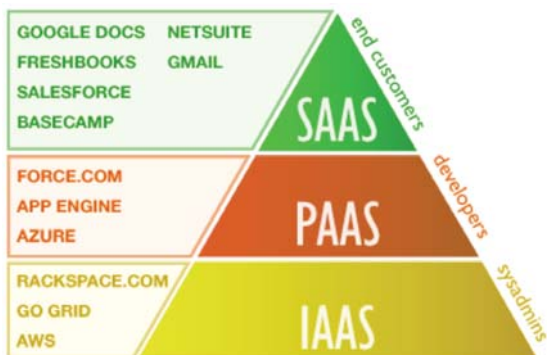 GOOGLE DOCS NETSUITE
FRESHBOOKS GMAIL
SALESFORCE
BASECAMP
SAAS
end customers
FORCE.COM
APP ENGINE
AZURE
PAAS
developers
RACKSPACE.COM
GO GRID
AWS
IAAS
sysadmins